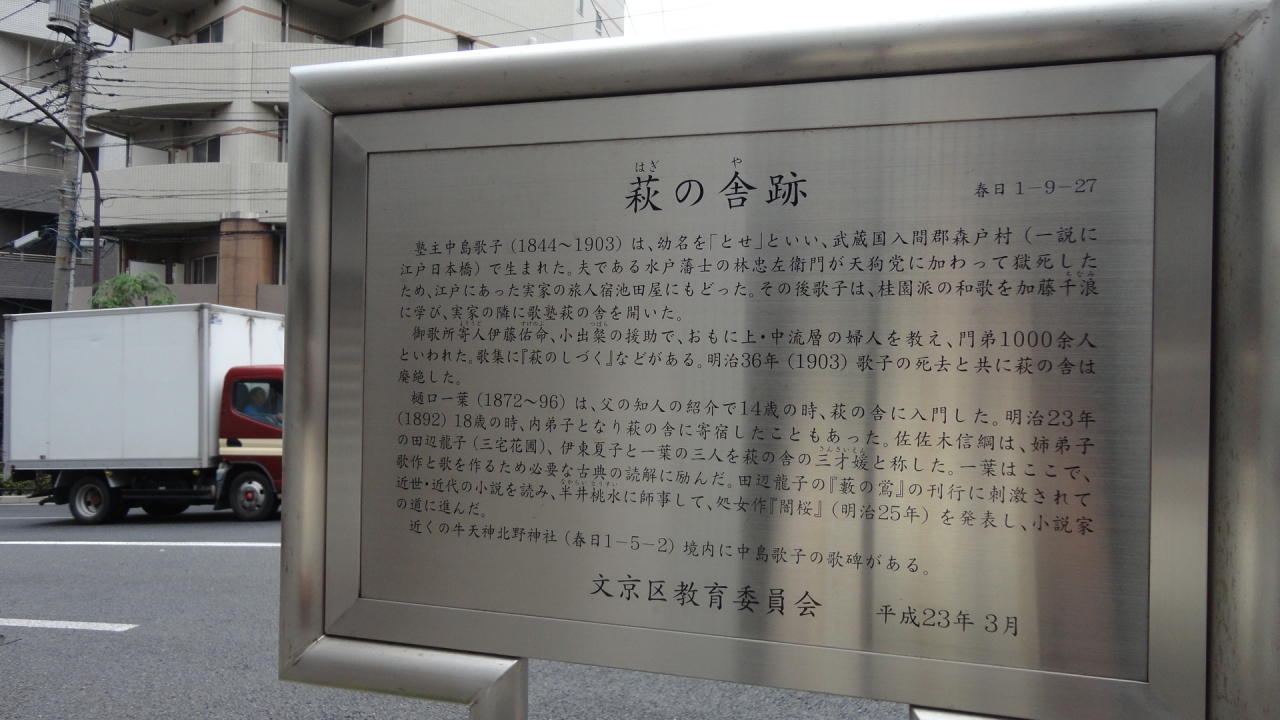 はぎ や
萩の舎跡
春日1-9-27
塾主中島歌子(1844〜1903)は、幼名を「とせ」といい、武蔵国入間郡森戸村(一説に
江戸日本橋)で生まれた。夫である水戸藩士の林忠左衛門が天狗党に加わって獄死した
ため、江戸にあった実家の旅人宿池田屋にもどった。その後歌子は、桂園派の和歌を加藤千浪
に学び、実家の隣に歌塾萩の舎を開いた。
御歌所寄人伊藤佑命、小出粲の援助で、おもに上・中流層の婦人を教え、門弟1000余人
といわれた。歌集に『萩のしづく』などがある。明治36年(1903)歌子の死去と共に萩の舎は
廃絶した。
樋口一葉(1872〜96)は、父の知人の紹介で14歳の時、萩の舎に入門した。明治23年
(1892)18歳の時、内弟子となり萩の舎に寄宿したこともあった。佐佐木信綱は、姉弟子
の田辺龍子(三宅花圃)、伊東夏子と一葉の三人を萩の舎の三才媛と称した。一葉はここで、
歌作と歌を作るため必要な古典の読解に励んだ。田辺龍子の『藪の鶯』の刊行に刺激されて
近世・近代の小説を読み、半井桃水に師事して、処女作『闇桜』(明治25年)を発表し、小説家
の道に進んだ。
近くの牛天神北野神社(春日1-5-2)境内に中島歌子の歌碑がある。
文京区教育委員会 平成23年3月